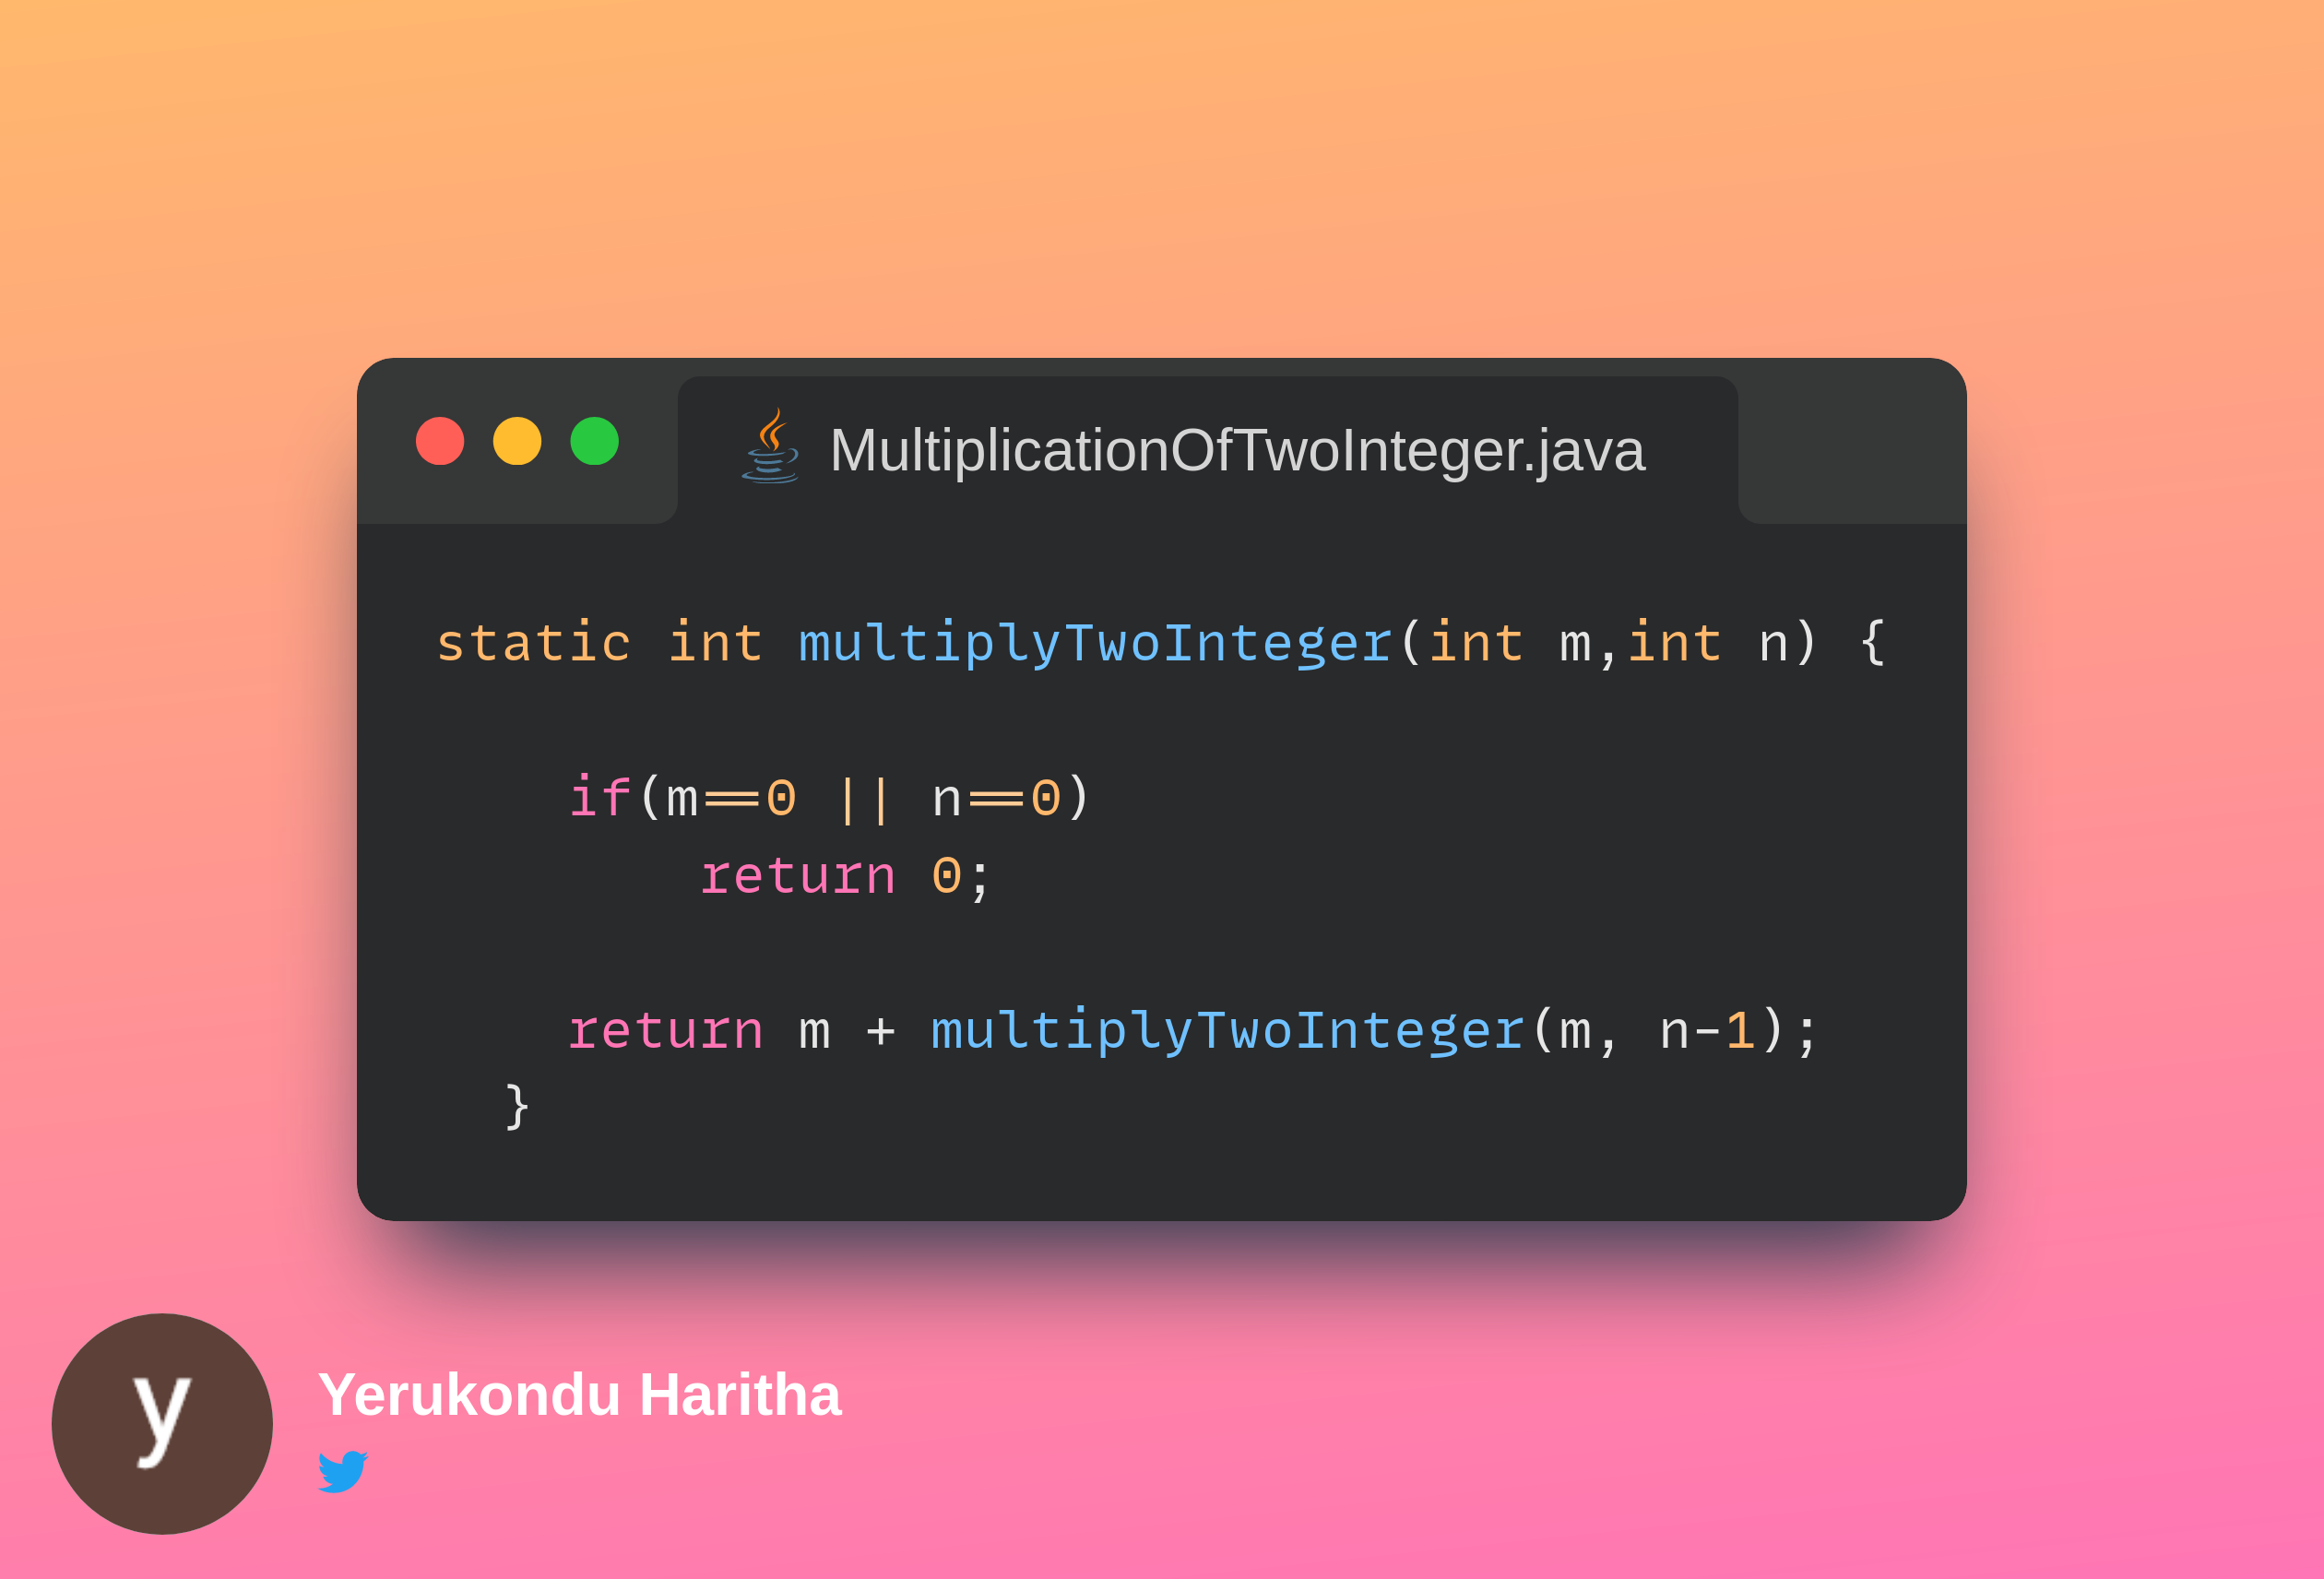 MultiplicationOfTwoInteger.java
static int multiplyTwoInteger(int m,int n) {
if(m==0 || n==0)
return 0;
return m + multiplyTwoInteger(m, n-1);
}
y
Yerukondu Haritha